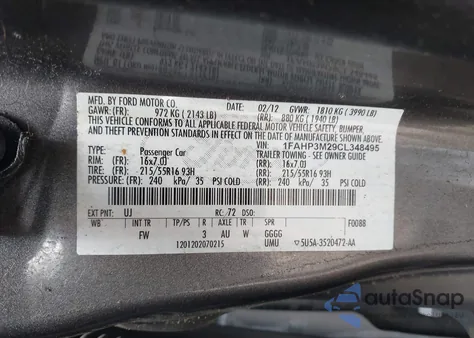 MFD. BY FORD MOTOR CO.
DATE: 02/12 GVWR: 1810 KG ( 3990 LB)
GAWR: (FR): 972 KG ( 2143 LB) (RR): 880 KG ( 1940 LB)
THIS VEHICLE CONFORMS TO ALL APPLICABLE FEDERAL MOTOR VEHICLE SAFETY, BUMPER,
AND THEFT PREVENTION STANDARDS IN EFFECT ON THE DATE OF MANUFACTURE SHOWN ABOVE.
VIN: 1FAHP3M29CL348495
TYPE: Passenger Car TRAILER TOWING - SEE OWNER GUIDE
RIMS: (FR): 16x7.0J (RR): 16x7.0J
TIRES: (FR): 215/55R16 93H (RR): 215/55R16 93H
PRESSURE: (FR): 240 kPa/ 35 PSI COLD (RR): 240 kPa/ 35 PSI COLD
EXT PNT: UJ RC: 72 DSO: F0088
WB INT TR TP/PS R AXLE TR SPR
FW 3 AU W GGGG
1201202070215 UMU ▽5U5A-3520472-AA
autoSnap